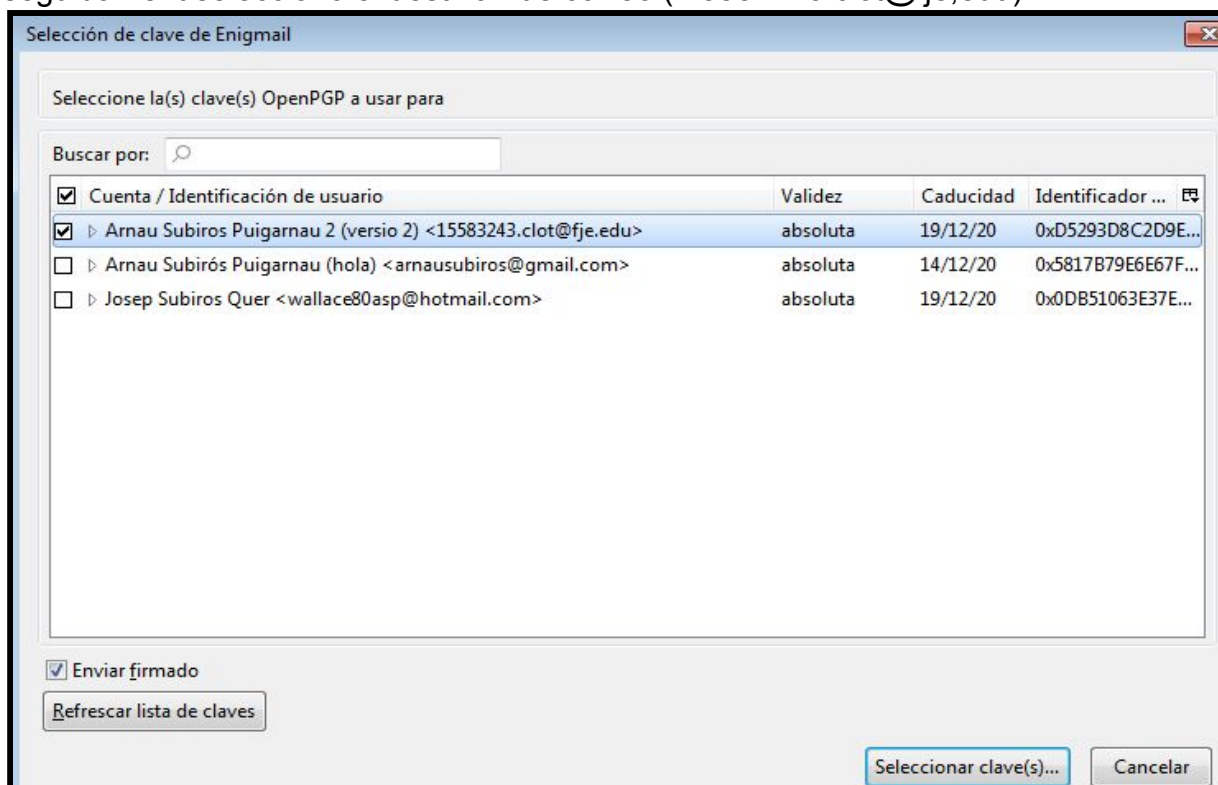 Selección de clave de Enigmail
Seleccione la(s) clave(s) OpenPGP a usar para
Buscar por:
Cuenta / Identificación de usuario Validez Caducidad Identificador ...
Arnau Subiros Puigarnau 2 (versio 2) <15583243.clot@fje.edu> absoluta 19/12/20 0xD5293D8C2D9E...
Arnau Subirós Puigarnau (hola) <arnausubiros@gmail.com> absoluta 14/12/20 0x5817B79E6E67F...
Josep Subiros Quer <wallace80asp@hotmail.com> absoluta 19/12/20 0x0DB51063E37E...
Enviar firmado
Refrescar lista de claves
Seleccionar clave(s)... Cancelar